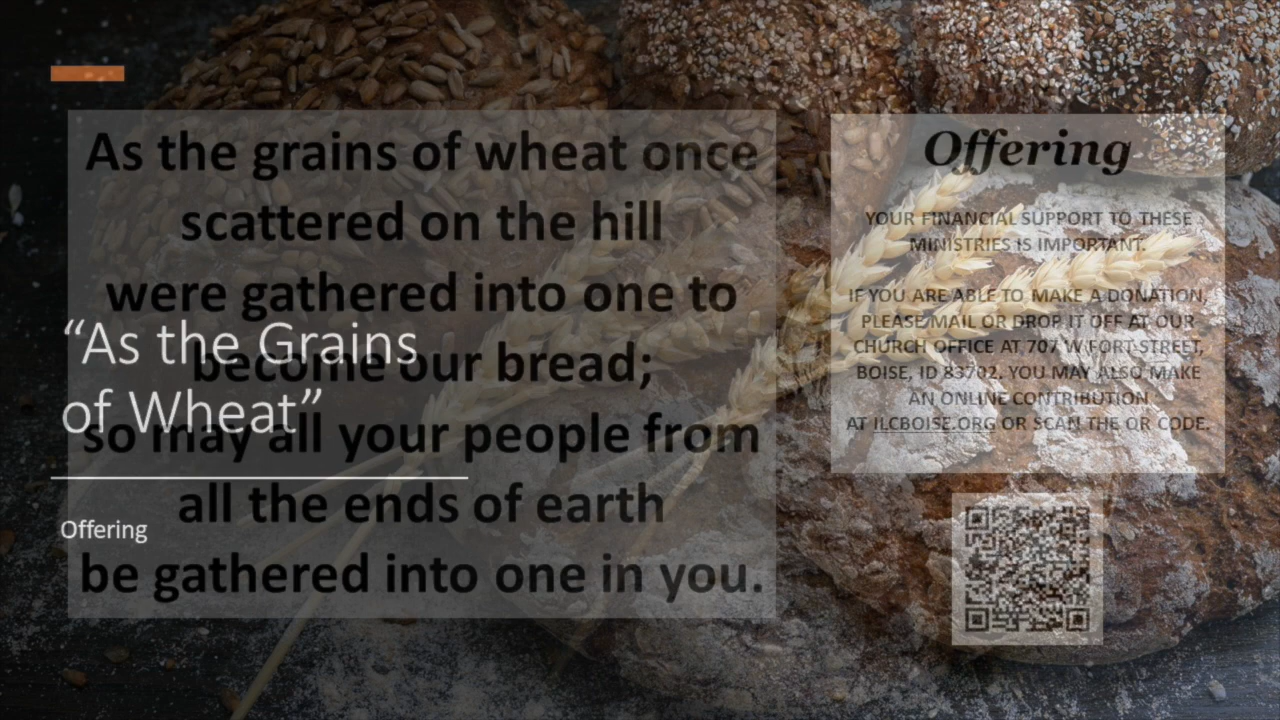 As the grains of wheat once
scattered on the hill
were gathered into one to
become our bread;
so may all your people from
all the ends of earth
be gathered into one in you.
“As the Grains
of Wheat”
Offering
Offering
YOUR FINANCIAL SUPPORT TO THESE
MINISTRIES IS IMPORTANT.
IF YOU ARE ABLE TO MAKE A DONATION,
PLEASE MAIL OR DROP IT OFF AT OUR
CHURCH OFFICE AT 707 W FORT STREET,
BOISE, ID 83702. YOU MAY ALSO MAKE
AN ONLINE CONTRIBUTION
AT ILCBOISE.ORG OR SCAN THE QR CODE.